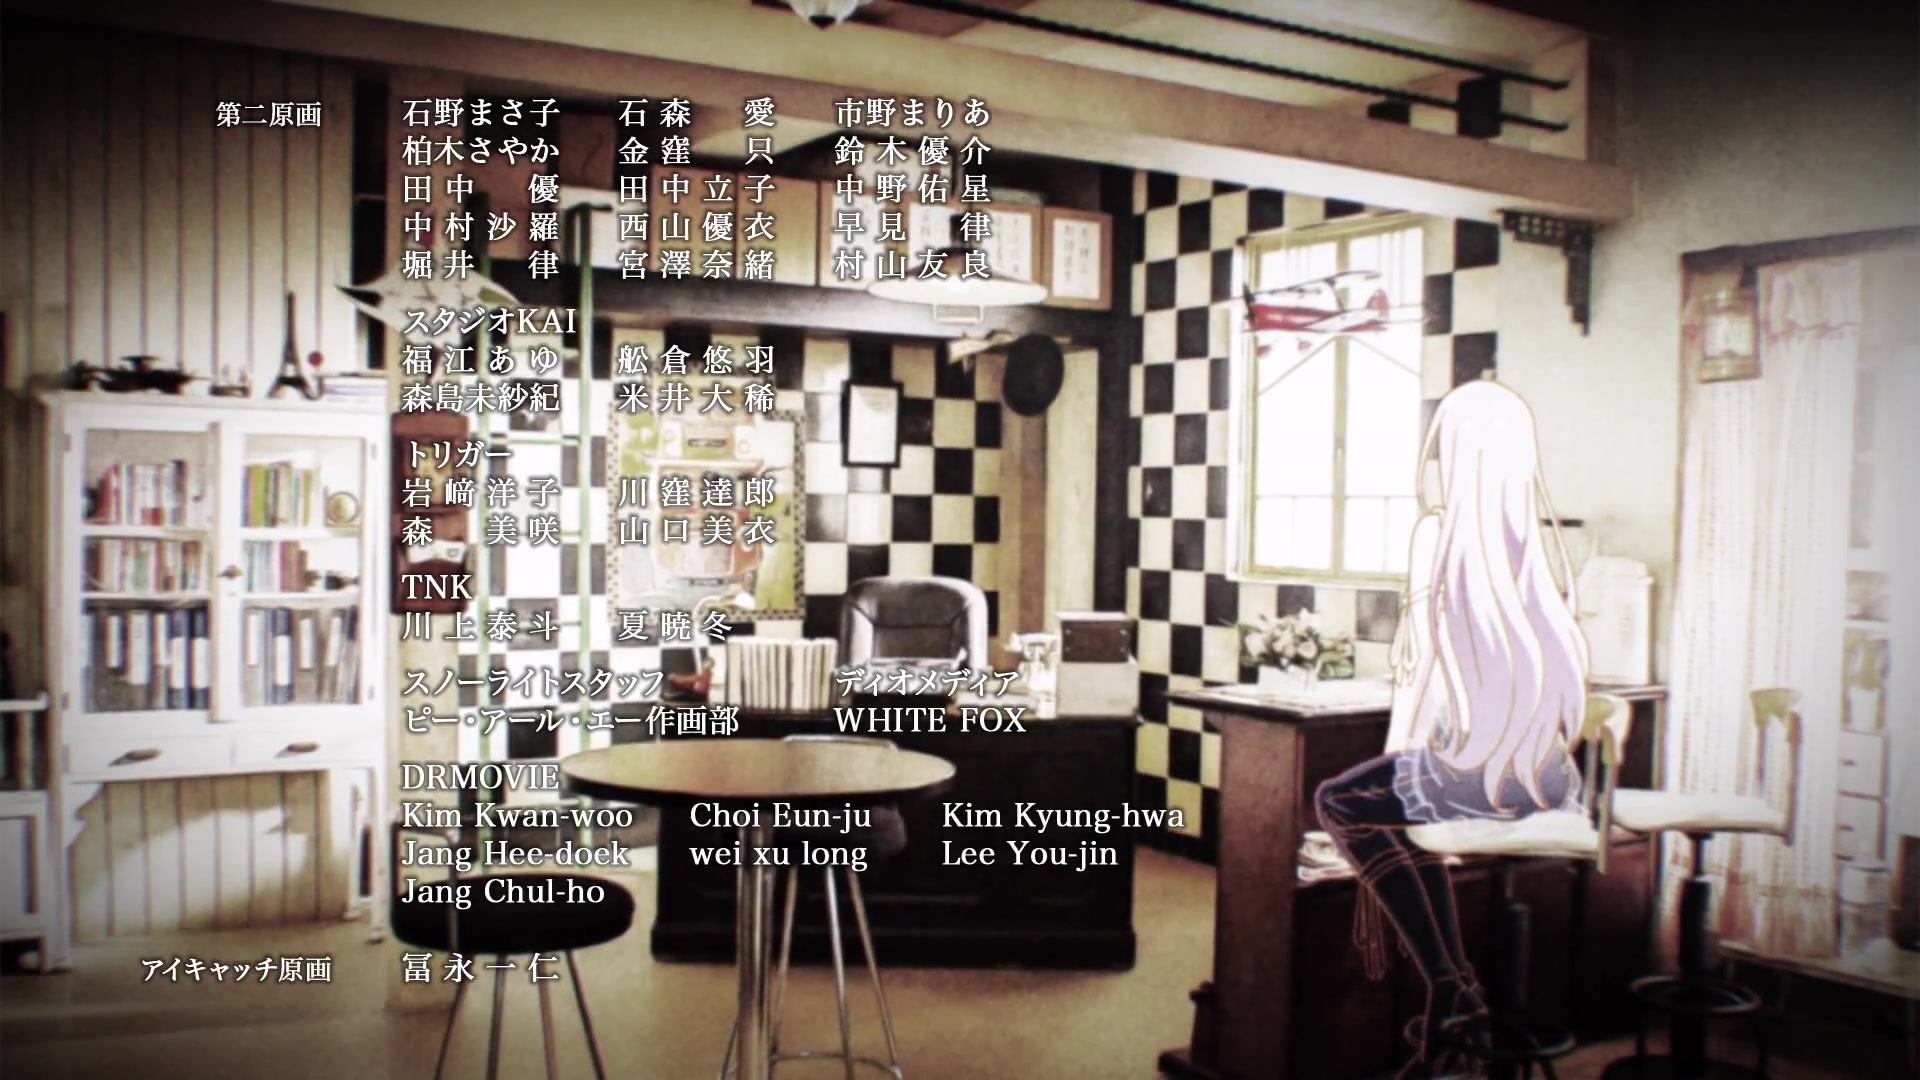 第二原画 石野まさ子 石森 愛 市野まりあ
柏木さやか 金窪 只 鈴木優介
田中 優 田中立子 中野佑星
中村沙羅 西山優衣 早見 律
堀井 律 宮澤奈緒 村山友良
スタジオKAI
福江あゆ 舩倉悠羽
森島未紗紀 米井大稀
トリガー
岩﨑洋子 川窪達郎
森 美咲 山口美衣
TNK
川上泰斗 夏暁冬
スノーライトスタッフ ディオメディア
ピー・アール・エー作画部 WHITE FOX
DRMOVIE
Kim Kwan-woo Choi Eun-ju Kim Kyung-hwa
Jang Hee-doek wei xu long Lee You-jin
Jang Chul-ho
アイキャッチ原画 冨永一仁